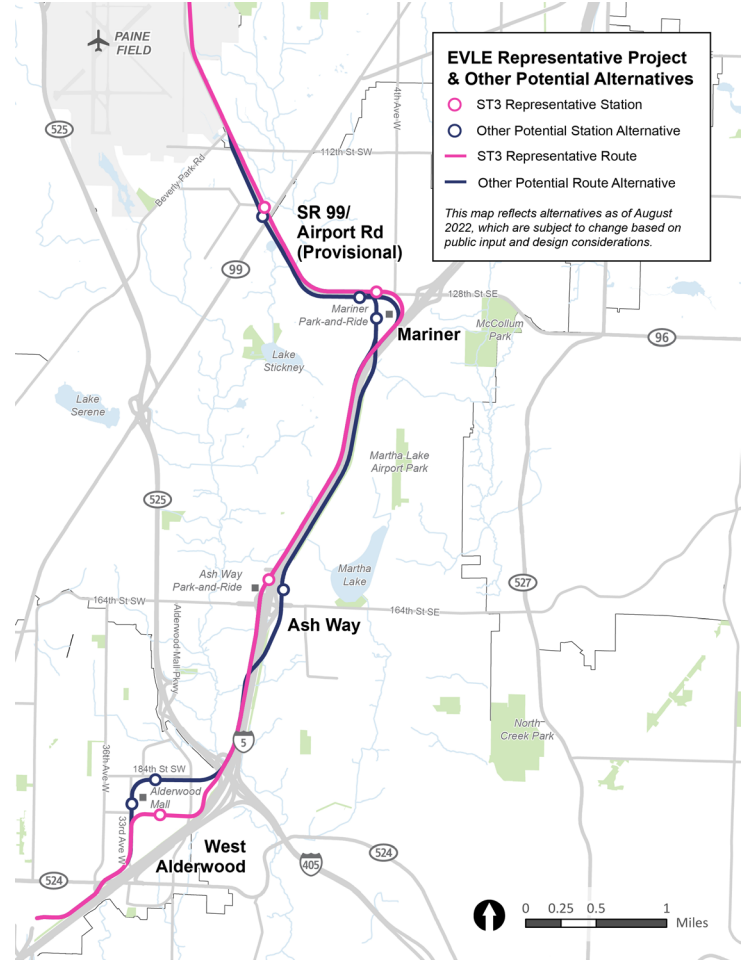 PAINE
FIELD
EVLE Representative Project
& Other Potential Alternatives
ST3 Representative Station
Other Potential Station Alternative
ST3 Representative Route
Other Potential Route Alternative
This map reflects alternatives as of August
2022, which are subject to change based on
public input and design considerations.
4th Ave W
525
112th St SW
Beverly Park Rd
SR 99/
Airport Rd
(Provisional)
99
128th St SE
Mariner
Park-and-Ride
Mariner
McCollum
Park
96
Lake
Stickney
Lake
Serene
Martha Lake
Airport Park
525
Ash Way
Park-and-Ride
Martha
Lake
527
164th St SW
164th St SE
Ash Way
Alderwood Mall Pkwy
North
Creek Park
5
36th Ave W
184th St SW
Alderwood
Mall
33rd Ave W
West
Alderwood
524
405
524
0 0.25 0.5 1
Miles